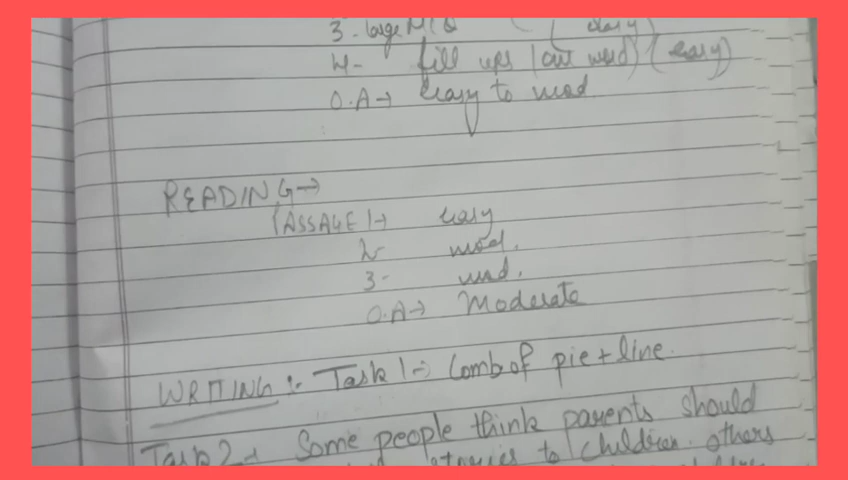 3- large MCQ (easy)
4- fill ups (one word) (easy)
O.A→ Easy to mod
READING→
PASSAGE 1→ easy
2- mod.
3- mod.
O.A→ Moderate
WRITING :- Task 1→ Comb of pie + line.
Task 2→ Some people think parents should
stories to children. others